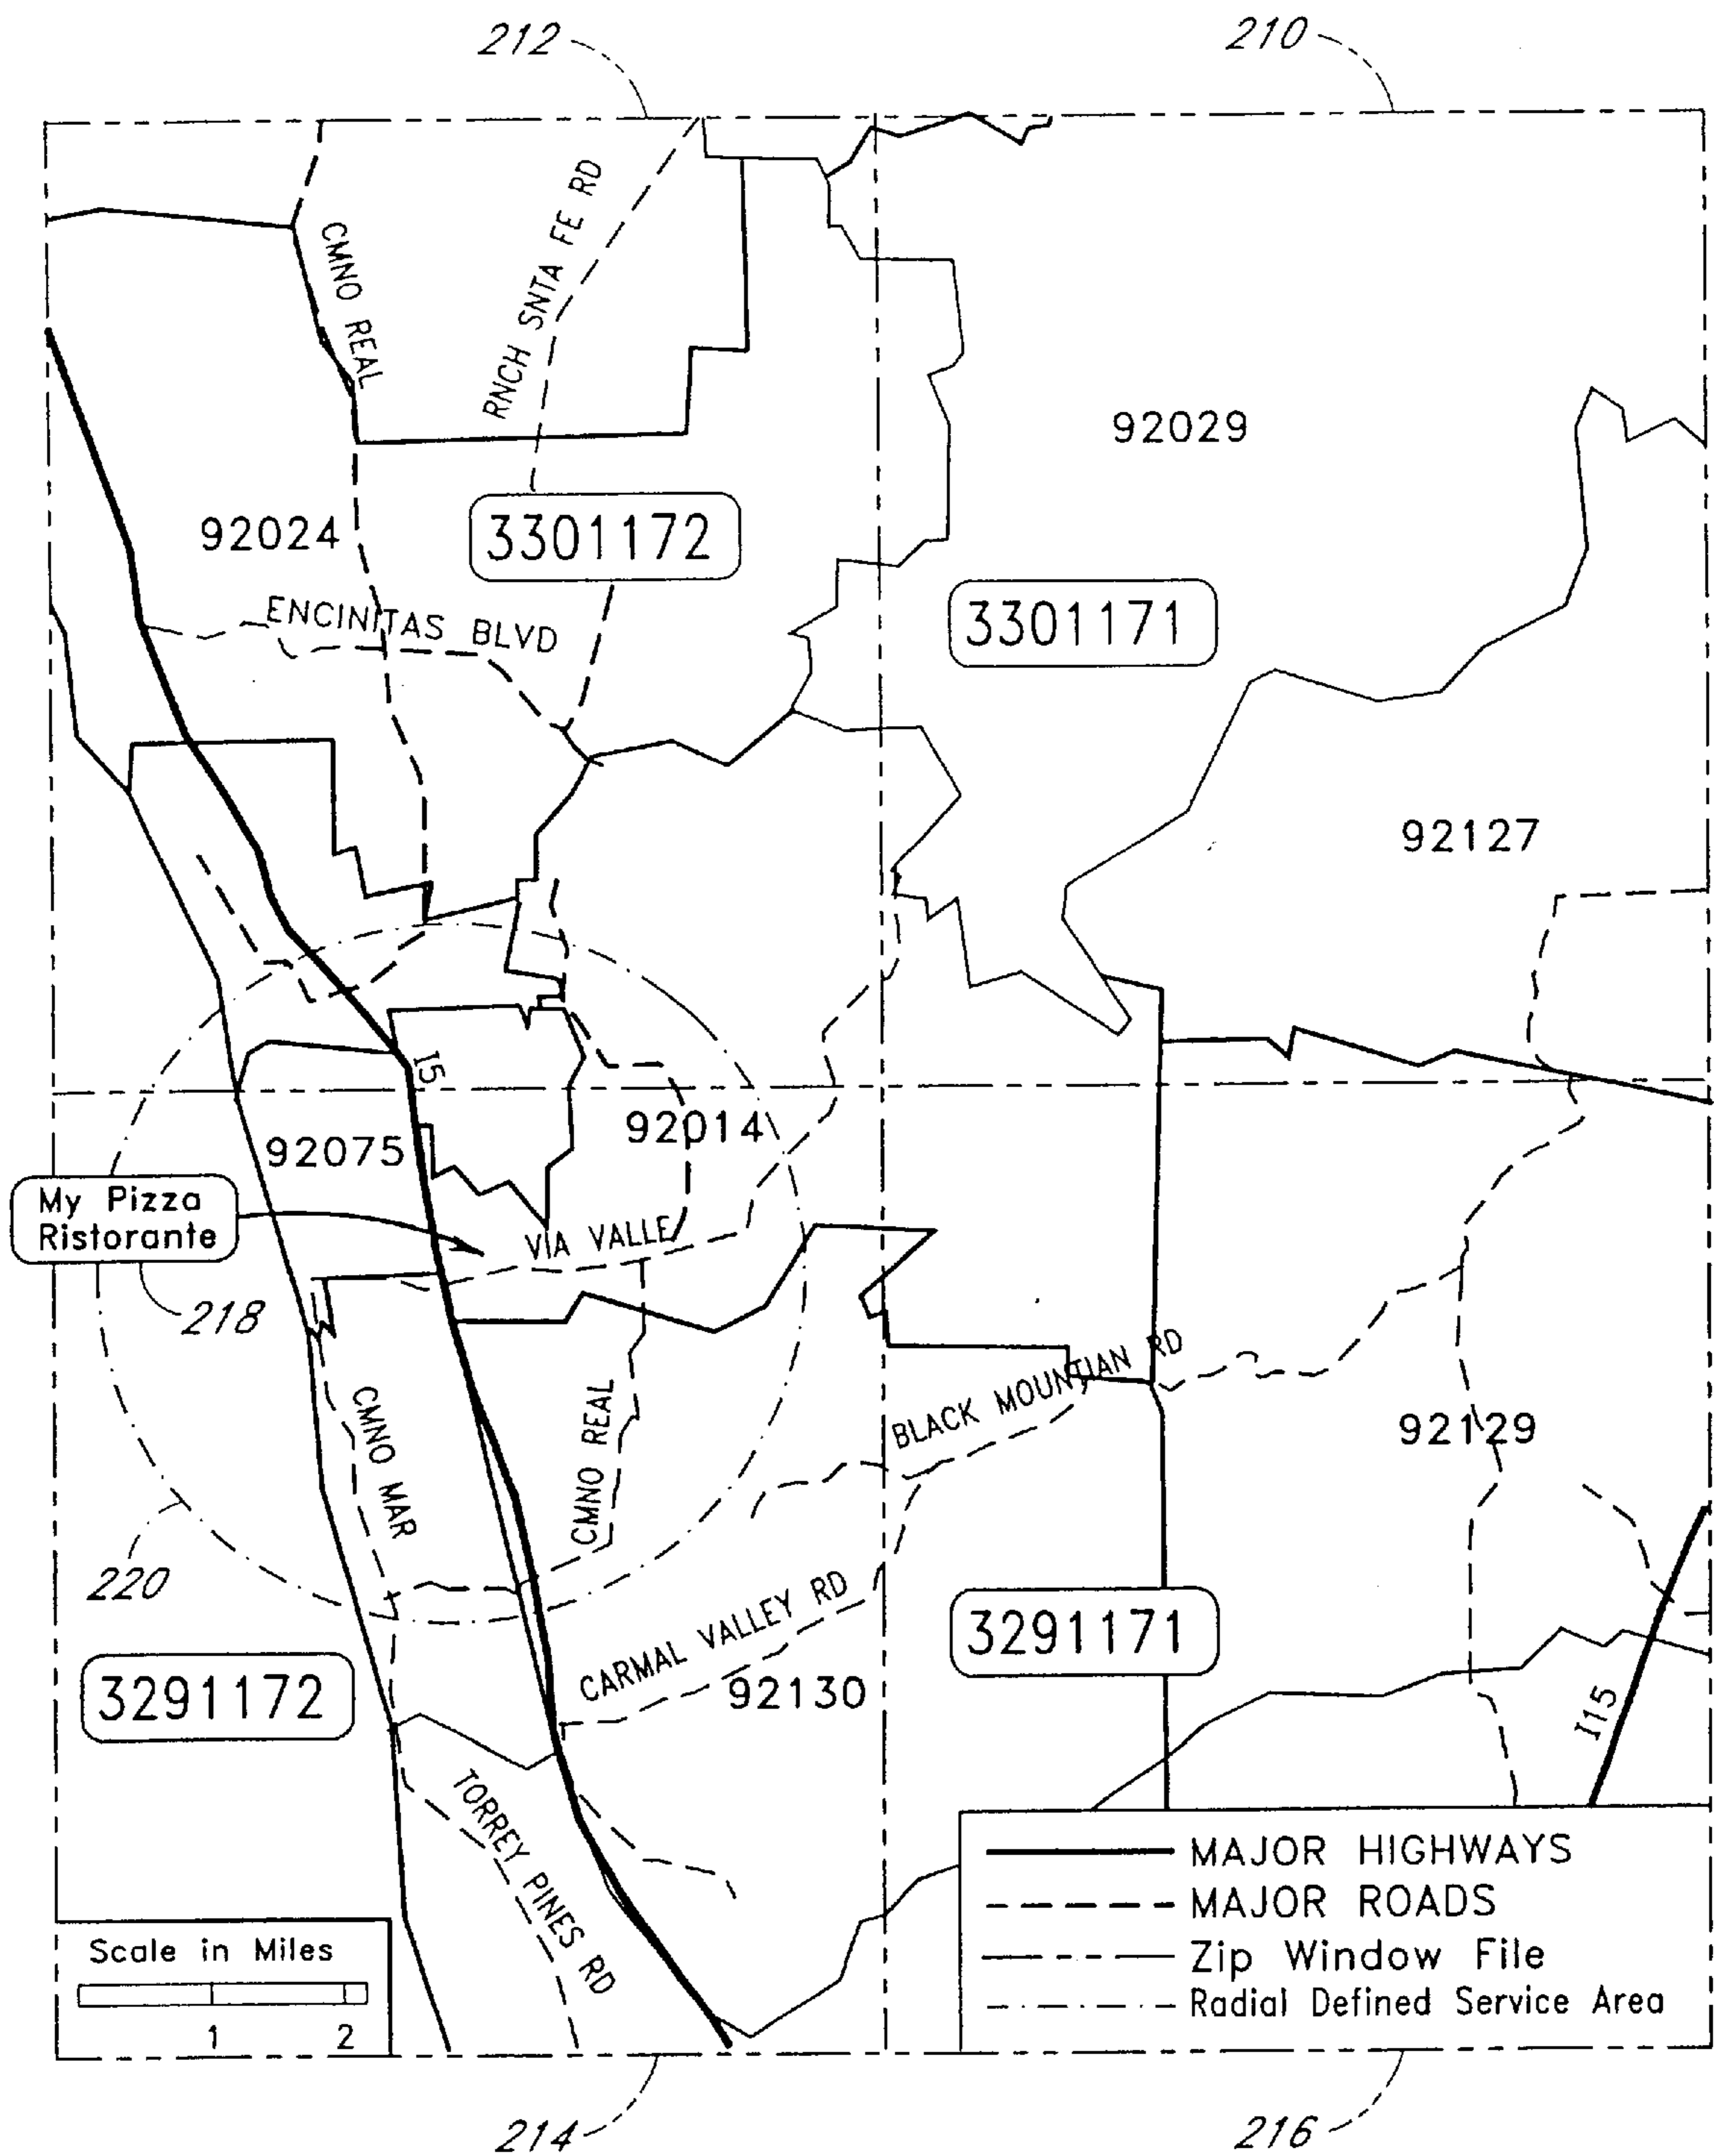 212
210
CMNO REAL
RNCH SNTA FE RD
92029
92024
3301172
ENCINITAS BLVD
3301171
92127
I5
92075
92014
My Pizza
Ristorante
VIA VALLE
218
CMNO MAR
CMNO REAL
BLACK MOUNTIAN RD
92129
220
CARMAL VALLEY RD
3291171
3291172
92130
I15
TORREY PINES RD
MAJOR HIGHWAYS
MAJOR ROADS
Zip Window File
Radial Defined Service Area
Scale in Miles
1 2
214
216